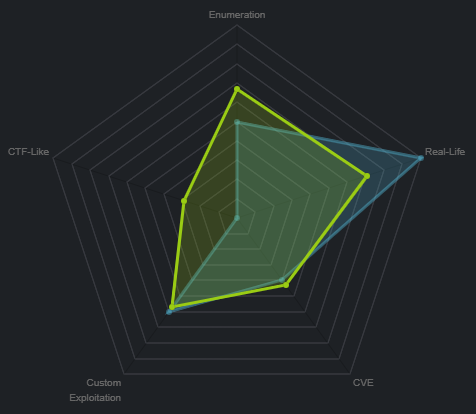 Enumeration
CTF-Like
Real-Life
Custom
Exploitation
CVE